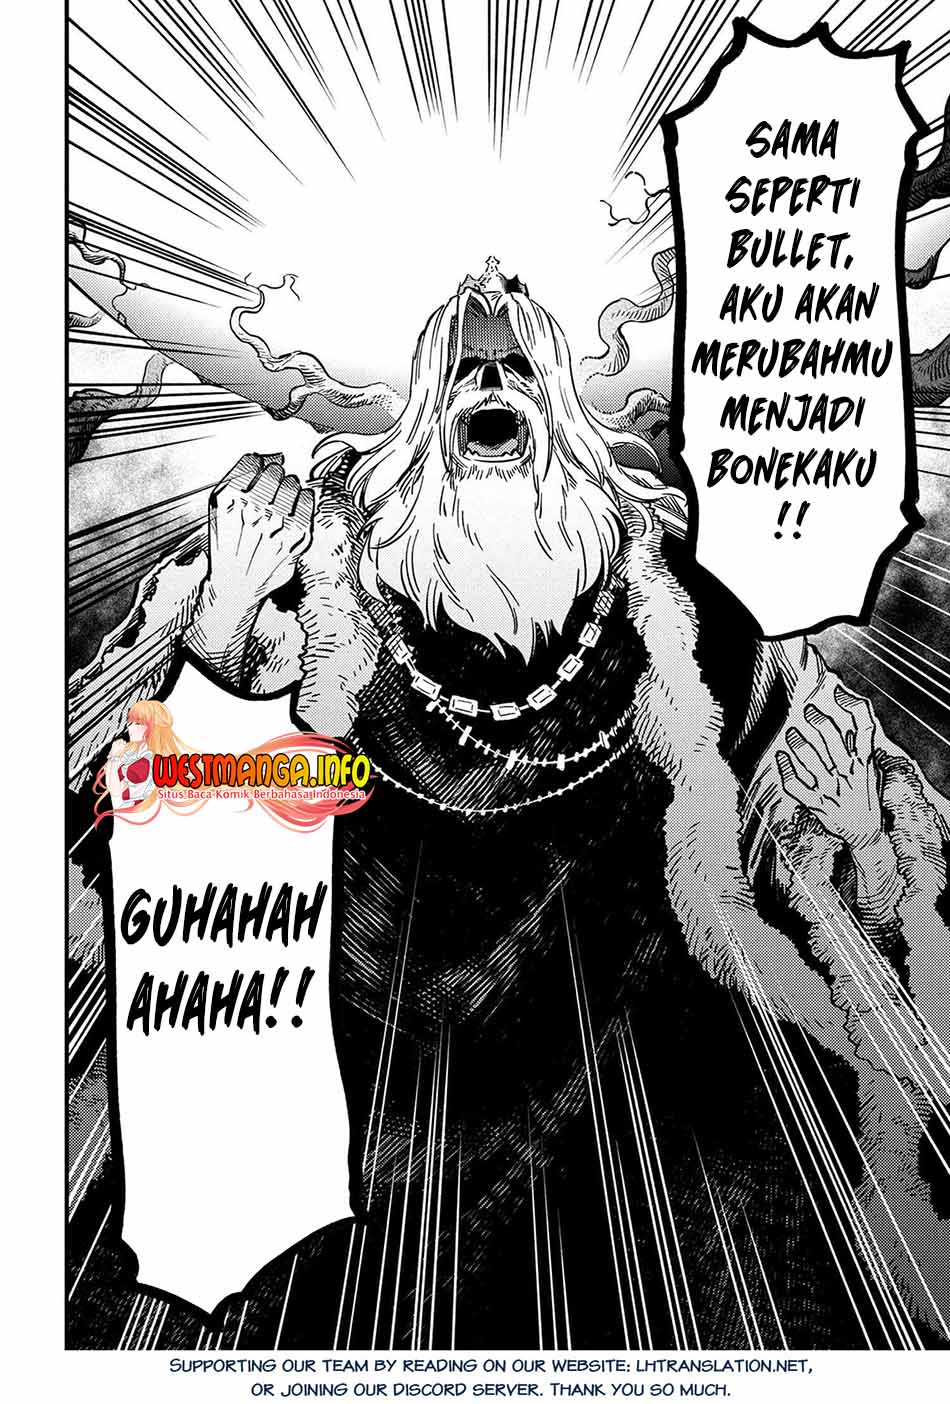 SAMA
SEPERTI
BULLET,
AKU AKAN
MERUBAHMU
MENJADI
BONEKAKU
!!
WESTMANGA.INFO
Situs Baca Komik Berbahasa Indonesia
GUHAHAH
AHAHA!!
SUPPORTING OUR TEAM BY READING ON OUR WEBSITE: LHTRANSLATION.NET,
OR JOINING OUR DISCORD SERVER. THANK YOU SO MUCH.